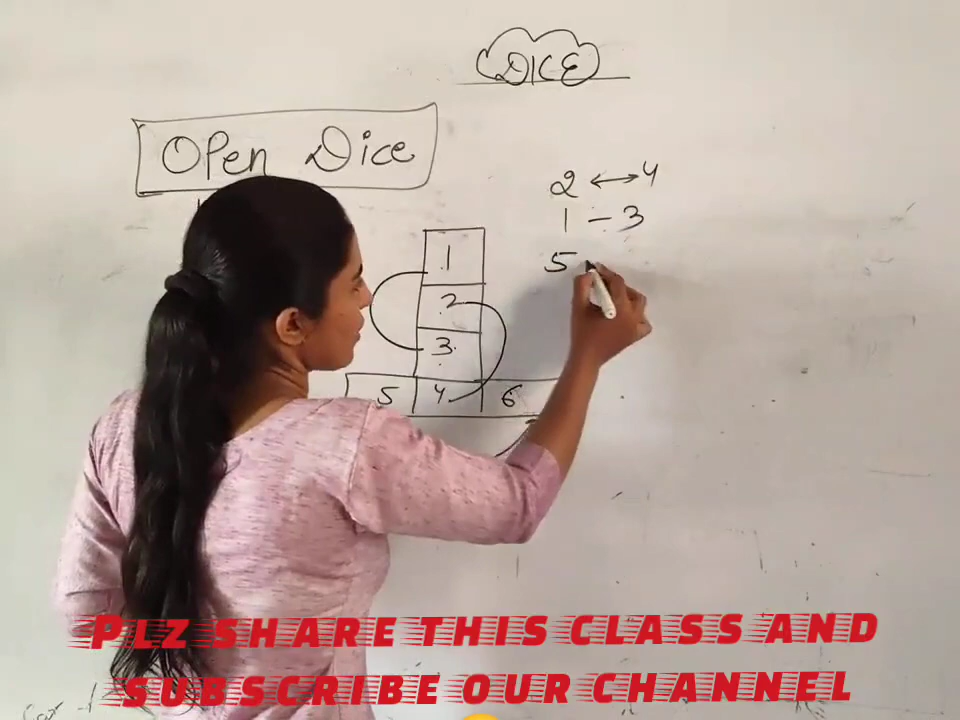 DICE
Open Dice
2 ↔ 4
1 – 3
5
1
2
3
5 4 6
PLZ SHARE THIS CLASS AND
SUBSCRIBE OUR CHANNEL